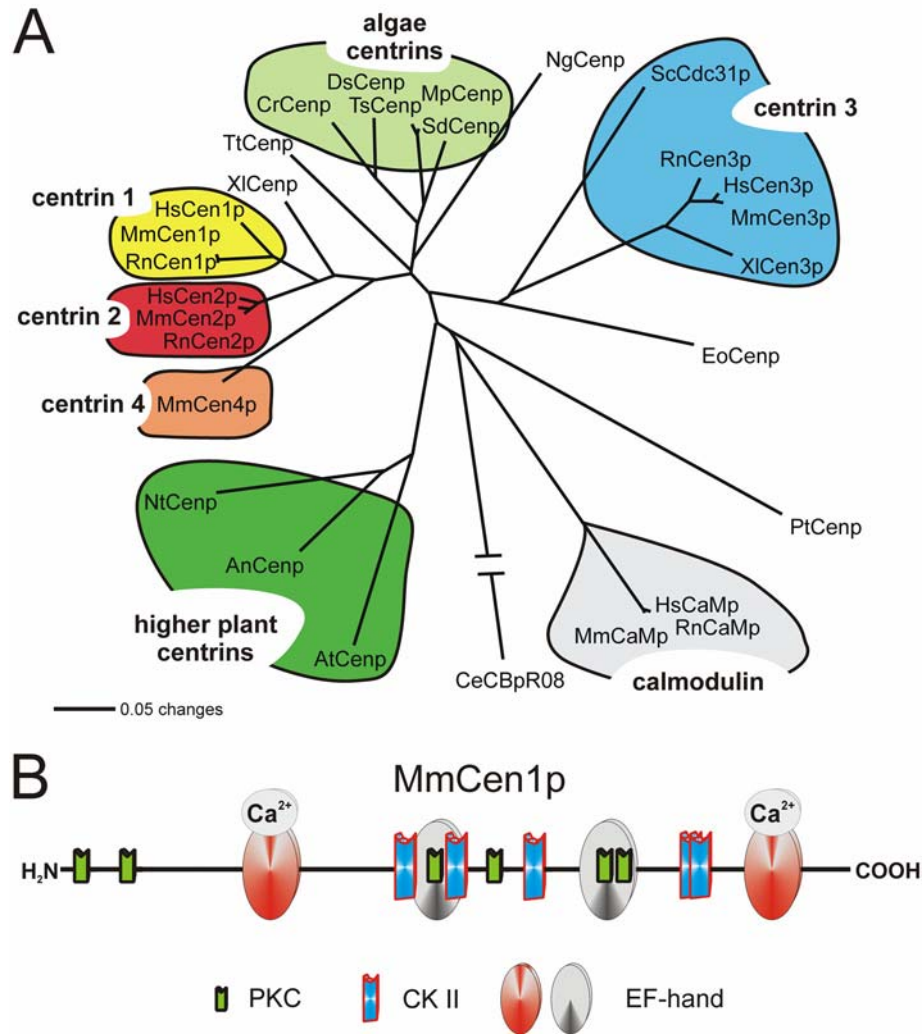 A
algae
centrins
DsCenp
CrCenp
TsCenp
MpCenp
SdCenp
NgCenp
ScCdc31p
centrin 3
RnCen3p
HsCen3p
MmCen3p
XlCen3p
TtCenp
XlCenp
centrin 1
HsCen1p
MmCen1p
RnCen1p
centrin 2
HsCen2p
MmCen2p
RnCen2p
centrin 4
MmCen4p
EoCenp
PtCenp
NtCenp
AnCenp
AtCenp
higher plant
centrins
CeCBpR08
HsCaMp
RnCaMp
MmCaMp
calmodulin
0.05 changes
B
MmCen1p
Ca²⁺
Ca²⁺
H₂N
COOH
PKC
CK II
EF-hand